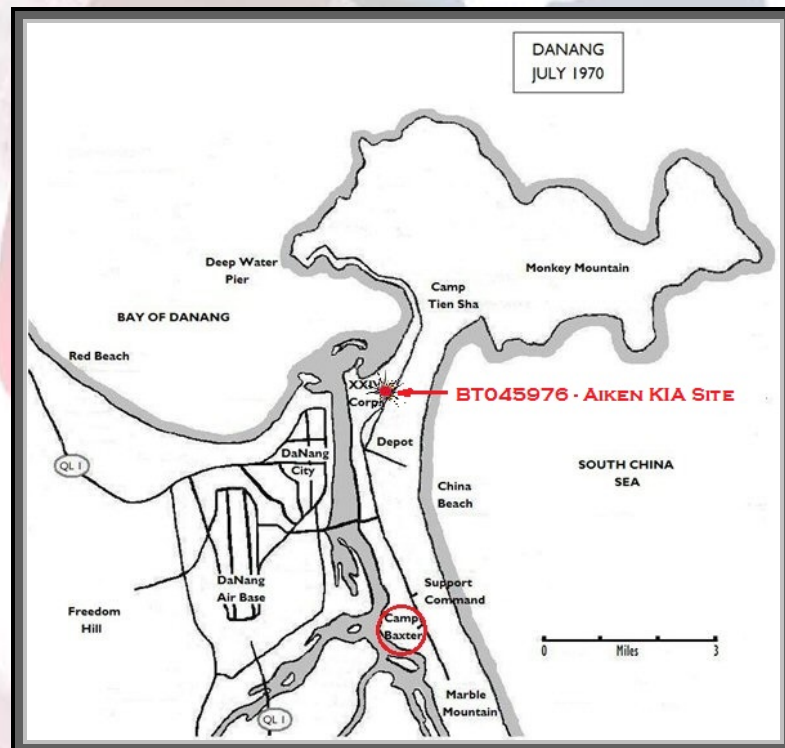 DANANG
JULY 1970
Deep Water
Pier
Monkey Mountain
Camp
Tien Sha
BAY OF DANANG
Red Beach
XXIV
Corps
BT045976 - AIKEN KIA SITE
Depot
DaNang
City
QL 1
SOUTH CHINA
SEA
China
Beach
DaNang
Air Base
Support
Command
Freedom
Hill
Camp
Baxter
0 Miles 3
Marble
Mountain
QL 1